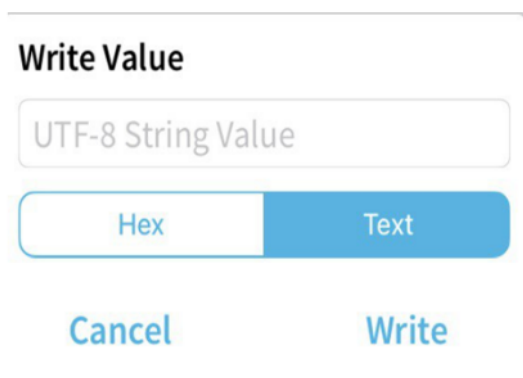 Write Value
UTF-8 String Value
Hex Text
Cancel Write